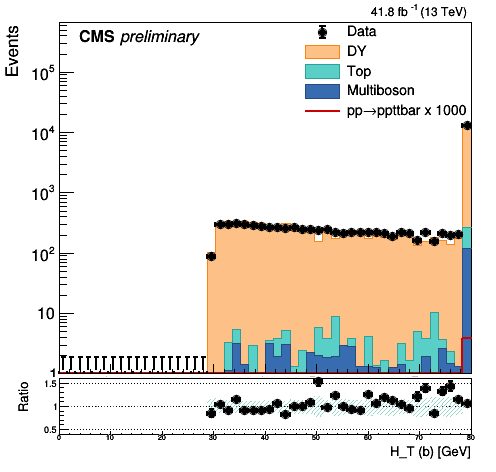 41.8 fb⁻¹ (13 TeV)
CMS preliminary
Data
DY
Top
Multiboson
pp→ppttbar x 1000
Events
10⁵
10⁴
10³
10²
10
1
Ratio
1.5
1
0.5
0 10 20 30 40 50 60 70 80
H_T (b) [GeV]